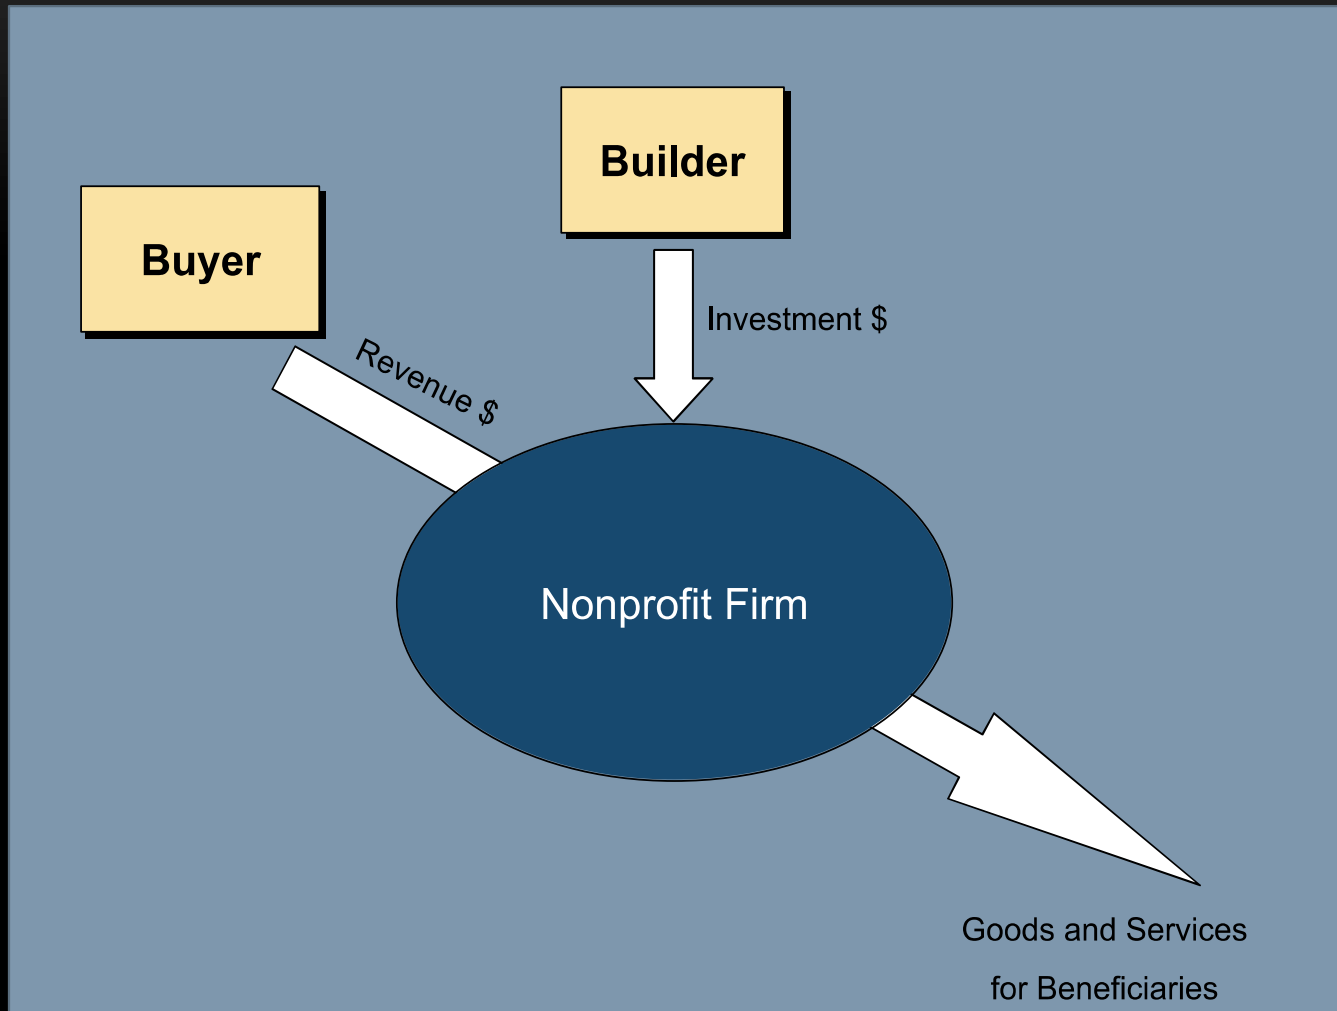 Builder
Buyer
Investment $
Revenue $
Nonprofit Firm
Goods and Services
for Beneficiaries